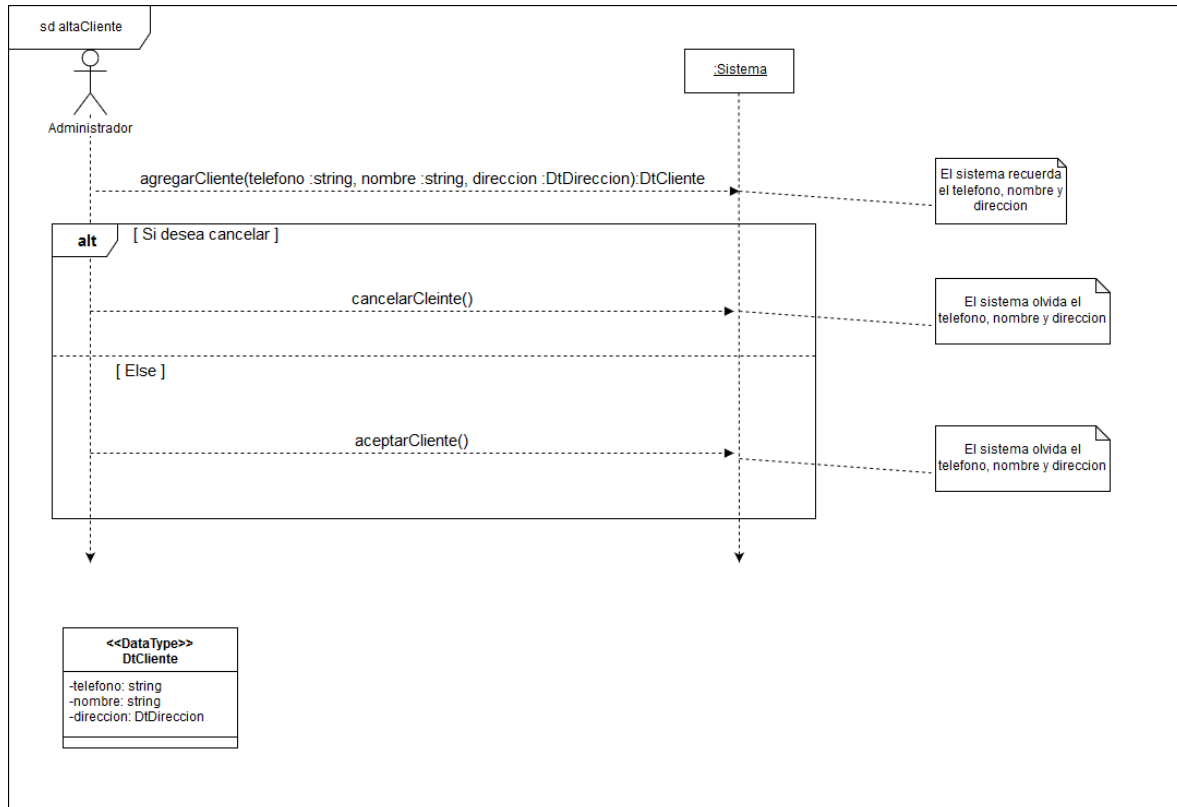 sd altaCliente
:Sistema
Administrador
agregarCliente(telefono :string, nombre :string, direccion :DtDireccion):DtCliente
El sistema recuerda
el telefono, nombre y
direccion
alt
[ Si desea cancelar ]
cancelarCleinte()
El sistema olvida el
telefono, nombre y direccion
[ Else ]
aceptarCliente()
El sistema olvida el
telefono, nombre y direccion
<<DataType>>
DtCliente
-telefono: string
-nombre: string
-direccion: DtDireccion